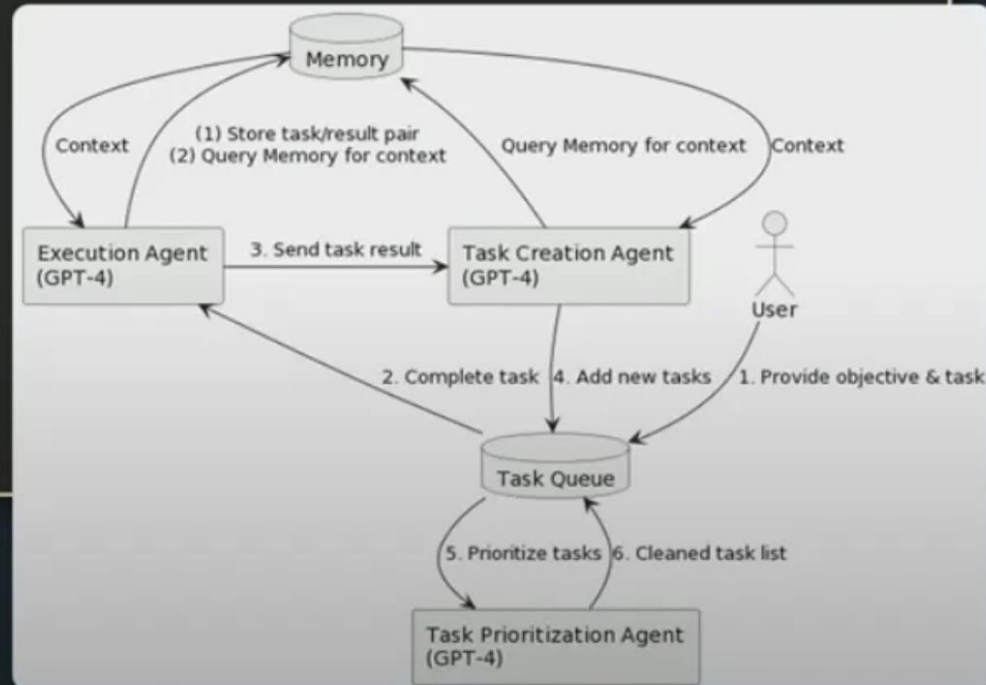 Memory
Context
(1) Store task/result pair
(2) Query Memory for context
Query Memory for context
Context
Execution Agent
(GPT-4)
3. Send task result
Task Creation Agent
(GPT-4)
User
2. Complete task
4. Add new tasks
1. Provide objective & task
Task Queue
5. Prioritize tasks
6. Cleaned task list
Task Prioritization Agent
(GPT-4)